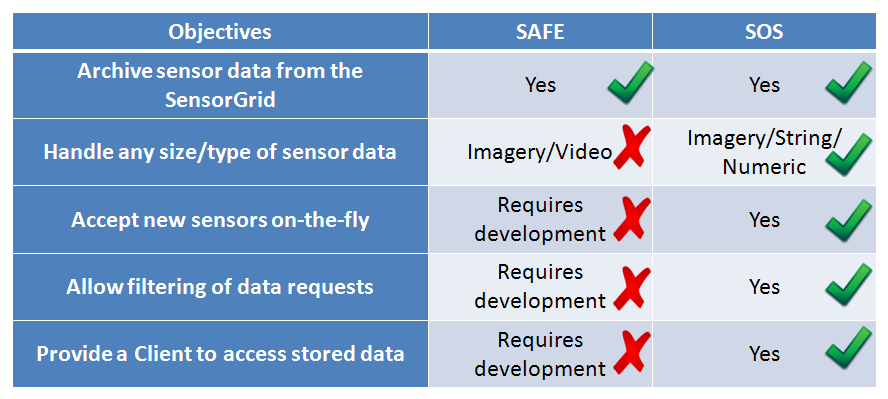 Objectives SAFE SOS
Archive sensor data from the
SensorGrid
Yes
Yes
Handle any size/type of sensor data
Imagery/Video
Imagery/String/
Numeric
Accept new sensors on-the-fly
Requires
development
Yes
Allow filtering of data requests
Requires
development
Yes
Provide a Client to access stored data
Requires
development
Yes